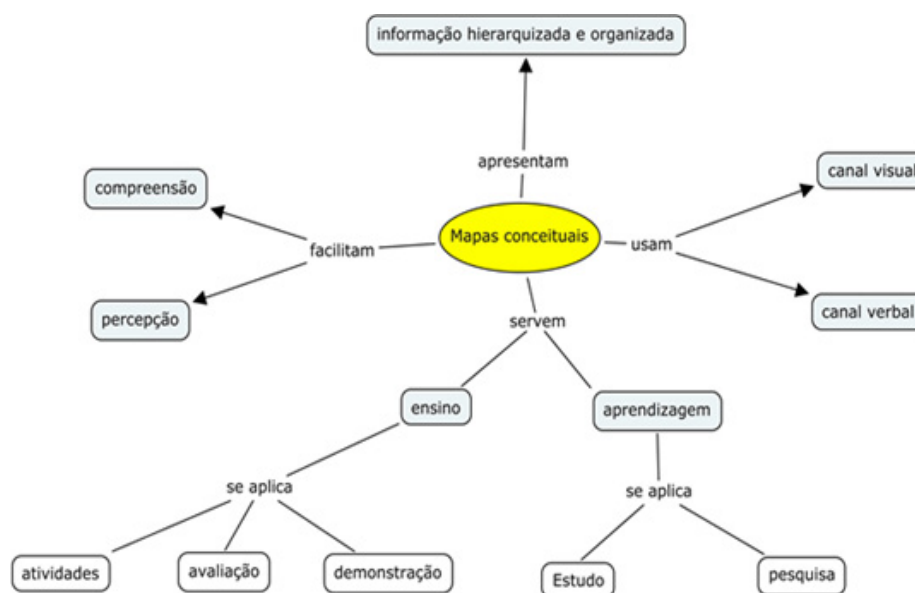 informação hierarquizada e organizada
apresentam
compreensão
canal visual
Mapas conceituais
facilitam
usam
percepção
canal verbal
servem
ensino
aprendizagem
se aplica
se aplica
atividades
avaliação
demonstração
Estudo
pesquisa